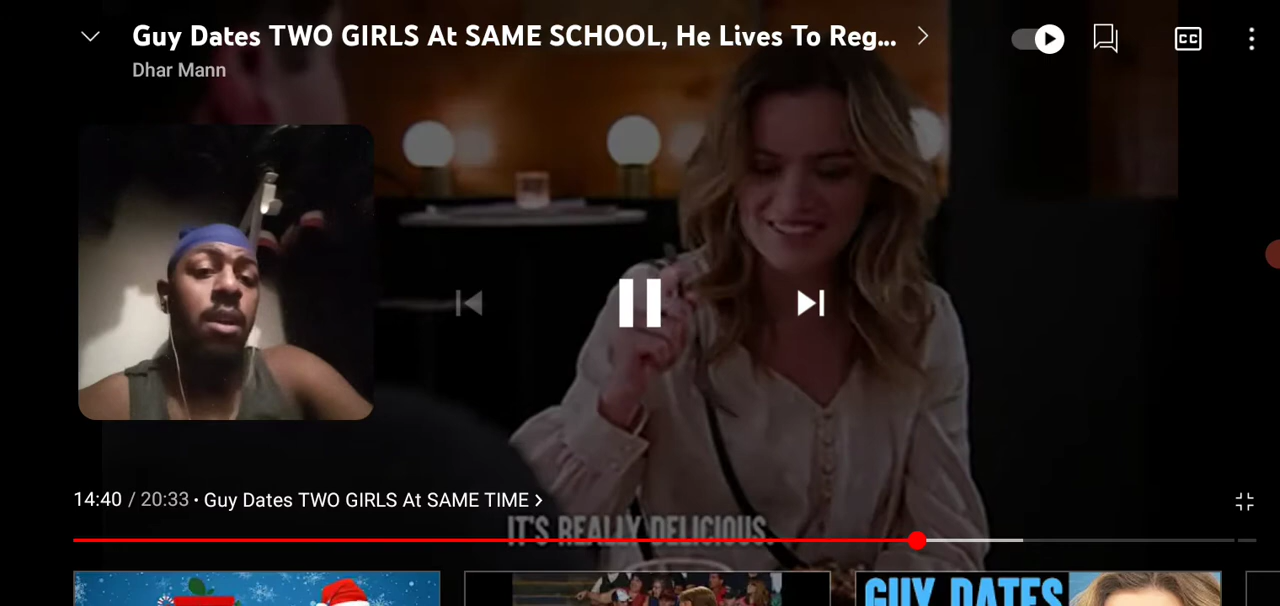 Guy Dates TWO GIRLS At SAME SCHOOL, He Lives To Reg...
Dhar Mann
CC
14:40 / 20:33 • Guy Dates TWO GIRLS At SAME TIME >
IT'S REALLY DELICIOUS.
GUY DATES